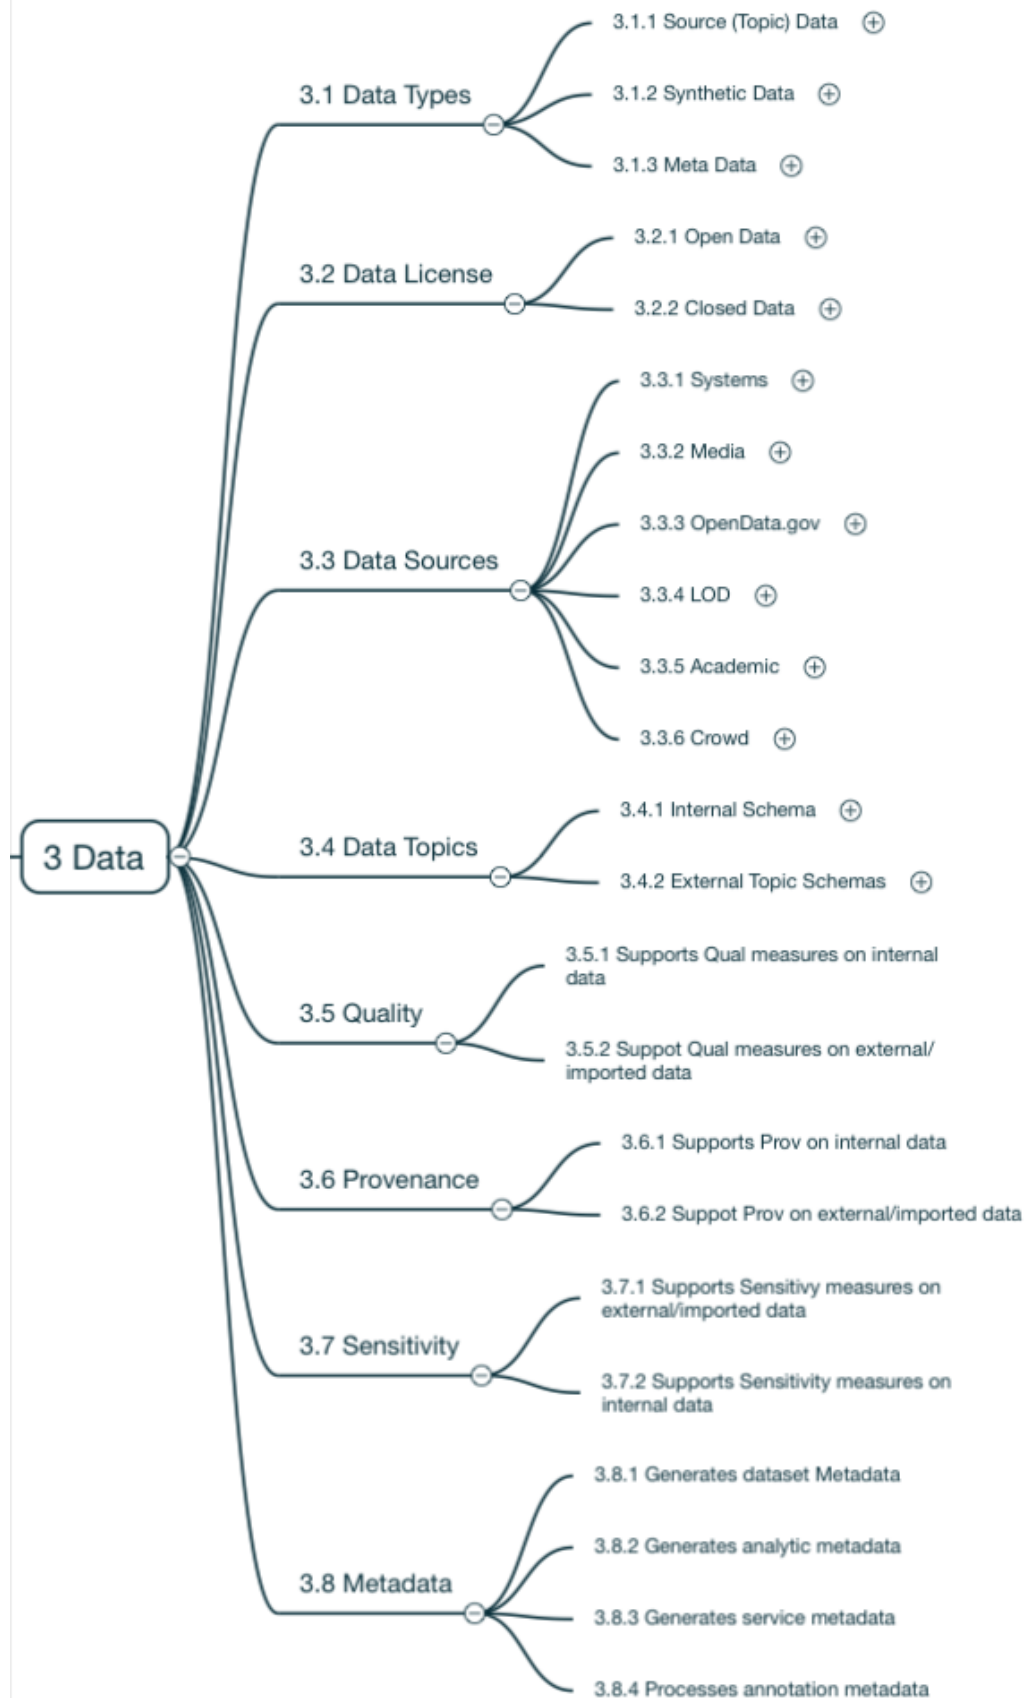 3 Data
3.1 Data Types
3.1.1 Source (Topic) Data
3.1.2 Synthetic Data
3.1.3 Meta Data
3.2 Data License
3.2.1 Open Data
3.2.2 Closed Data
3.3 Data Sources
3.3.1 Systems
3.3.2 Media
3.3.3 OpenData.gov
3.3.4 LOD
3.3.5 Academic
3.3.6 Crowd
3.4 Data Topics
3.4.1 Internal Schema
3.4.2 External Topic Schemas
3.5 Quality
3.5.1 Supports Qual measures on internal
data
3.5.2 Suppot Qual measures on external/
imported data
3.6 Provenance
3.6.1 Supports Prov on internal data
3.6.2 Suppot Prov on external/imported data
3.7 Sensitivity
3.7.1 Supports Sensitivy measures on
external/imported data
3.7.2 Supports Sensitivity measures on
internal data
3.8 Metadata
3.8.1 Generates dataset Metadata
3.8.2 Generates analytic metadata
3.8.3 Generates service metadata
3.8.4 Processes annotation metadata